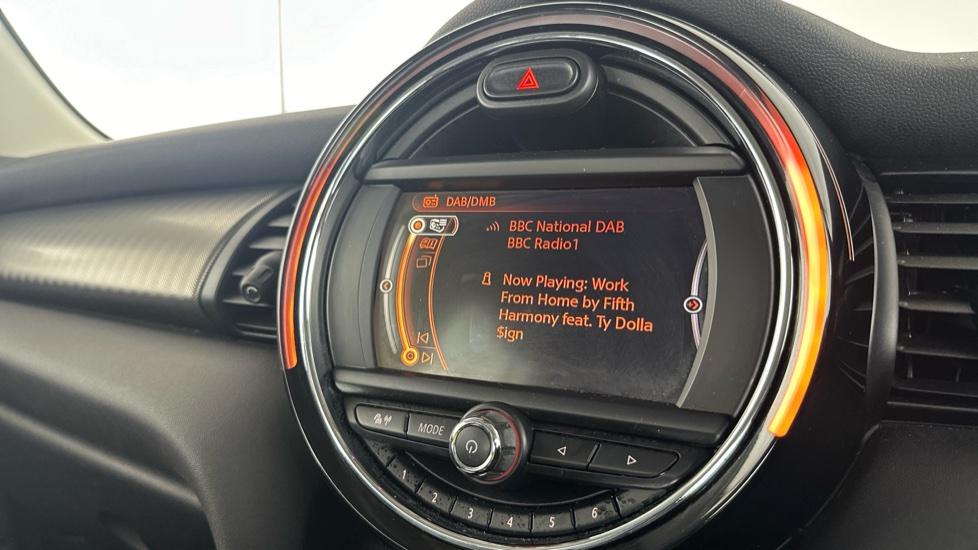 DAB/DMB
BBC National DAB
BBC Radio1
Now Playing: Work
From Home by Fifth
Harmony feat. Ty Dolla
$ign
MODE
1 2 3 4 5 6